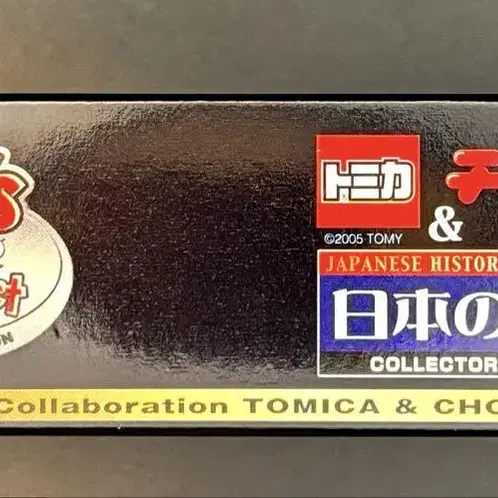 トミカ
©2005 TOMY
&
JAPANESE HISTOR
日本の
COLLECTOR
Collaboration TOMICA & CHO